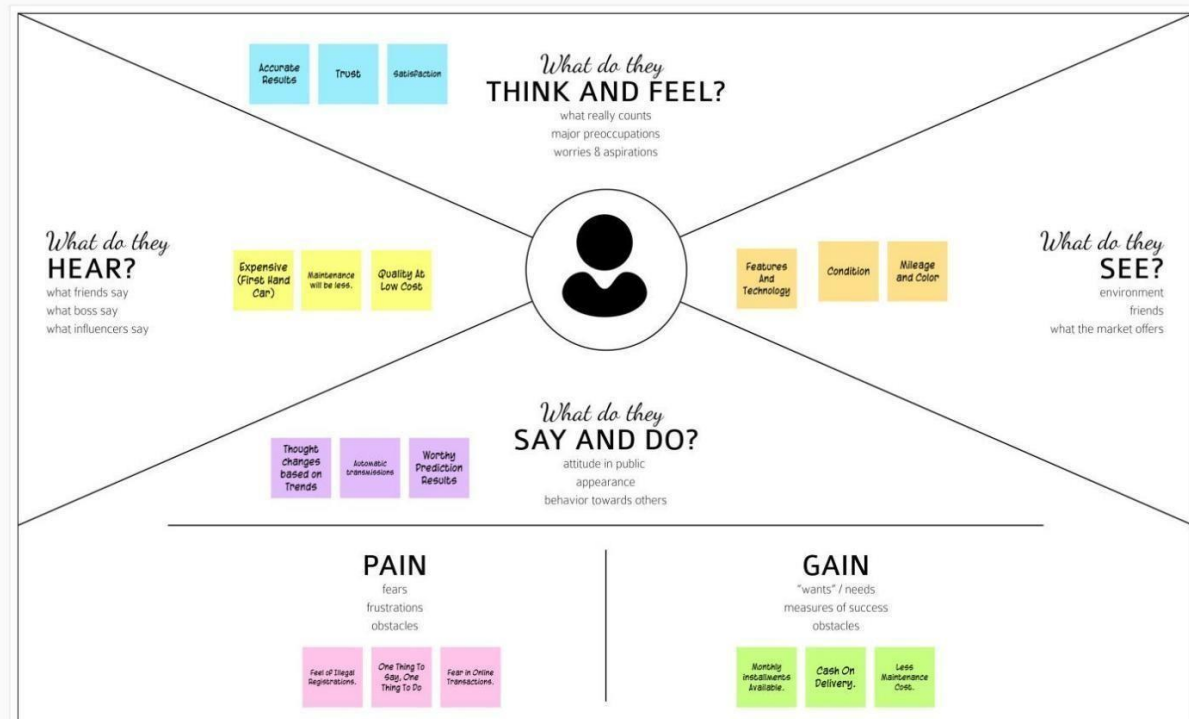 Accurate
Results
Trust
Satisfaction
What do they
THINK AND FEEL?
what really counts
major preoccupations
worries & aspirations
What do they
HEAR?
what friends say
what boss say
what influencers say
Expensive
(First Hand
Car)
Maintenance
will be less.
Quality At
Low Cost
Features
And
Technology
Condition
Mileage
and Color
What do they
SEE?
environment
friends
what the market offers
What do they
SAY AND DO?
attitude in public
appearance
behavior towards others
Thought
changes
based on
Trends
Automatic
transmissions
Worthy
Prediction
Results
PAIN
fears
frustrations
obstacles
Feel of Illegal
Registrations.
One Thing To
Say, One
Thing To Do
Fear in Online
Transactions.
GAIN
"wants" / needs
measures of success
obstacles
Monthly
installments
Available.
Cash On
Delivery.
Less
Maintenance
Cost.